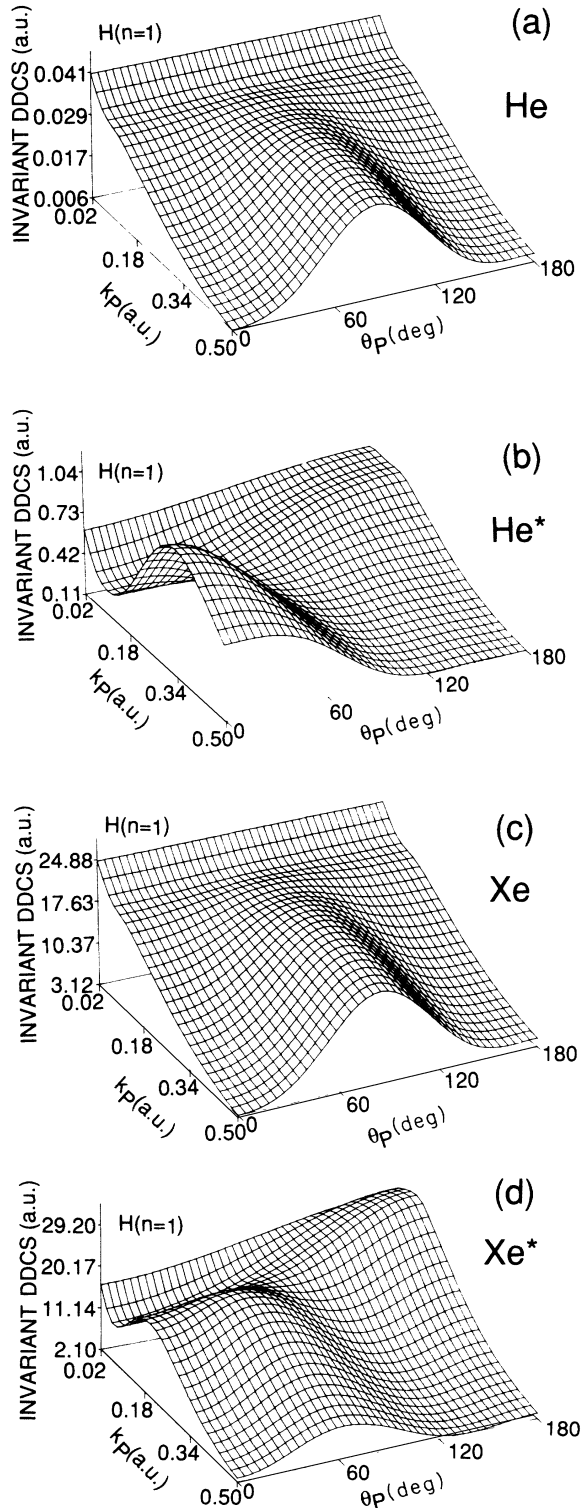 (a)
H(n=1)
He
INVARIANT DDCS (a.u.)
0.041
0.029
0.017
0.006
0.02
0.18
0.34
0.50
kP(a.u.)
0
60
120
180
θP(deg)
(b)
H(n=1)
He*
INVARIANT DDCS (a.u.)
1.04
0.73
0.42
0.11
0.02
0.18
0.34
0.50
kP(a.u.)
0
60
120
180
θP(deg)
(c)
H(n=1)
Xe
INVARIANT DDCS (a.u.)
24.88
17.63
10.37
3.12
0.02
0.18
0.34
0.50
kP(a.u.)
0
60
120
180
θP(deg)
(d)
H(n=1)
Xe*
INVARIANT DDCS (a.u.)
29.20
20.17
11.14
2.10
0.02
0.18
0.34
0.50
kP(a.u.)
0
60
120
180
θP(deg)